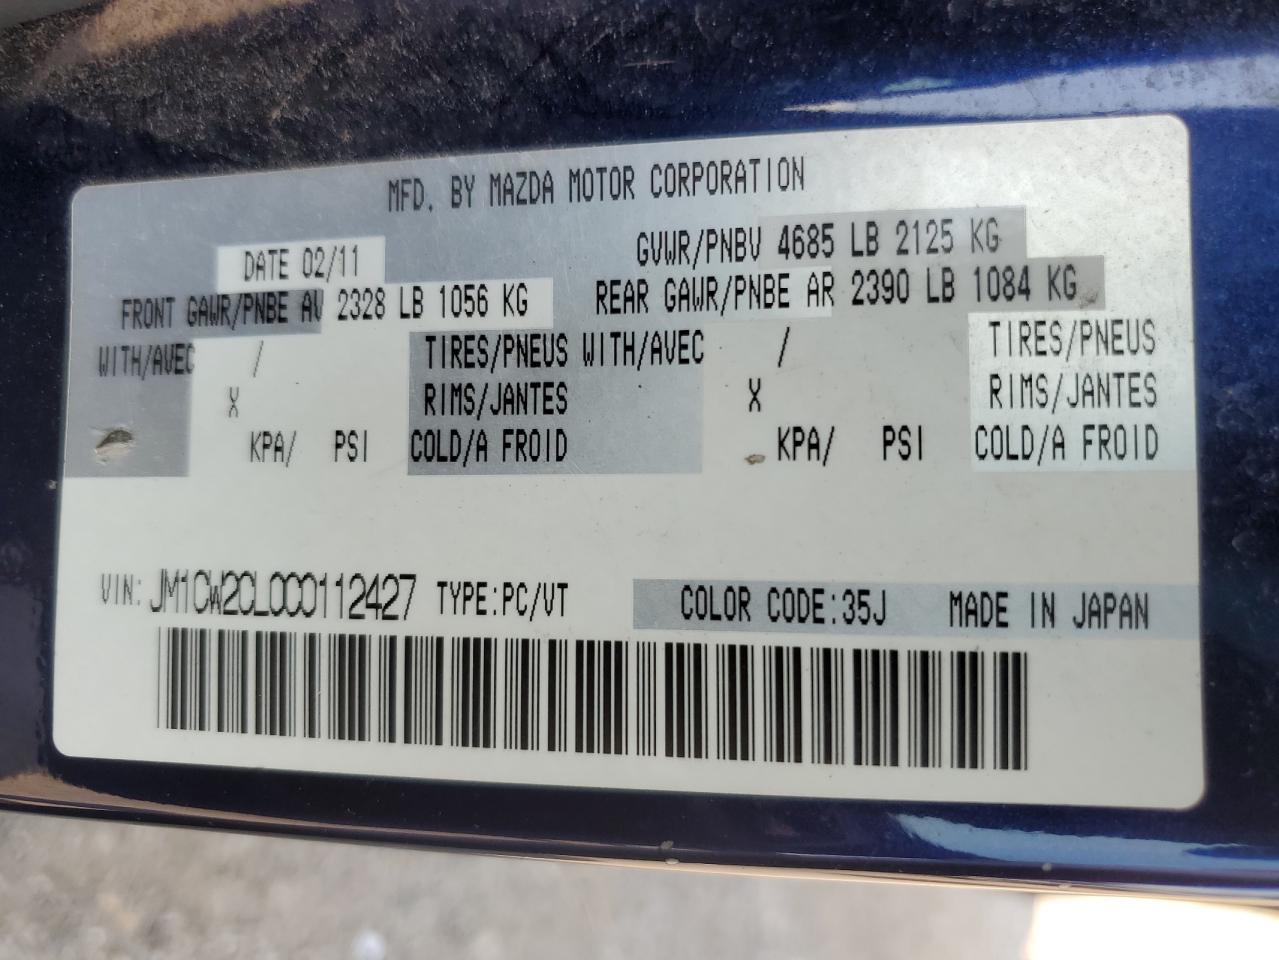 MFD. BY MAZDA MOTOR CORPORATION
DATE 02/11 GVWR/PNBV 4685 LB 2125 KG
FRONT GAWR/PNBE AV 2328 LB 1056 KG REAR GAWR/PNBE AR 2390 LB 1084 KG
WITH/AVEC / TIRES/PNEUS WITH/AVEC / TIRES/PNEUS
X RIMS/JANTES X RIMS/JANTES
KPA/ PSI COLD/A FROID KPA/ PSI COLD/A FROID
VIN: JM1CW2CL0C0112427 TYPE:PC/VT COLOR CODE:35J MADE IN JAPAN